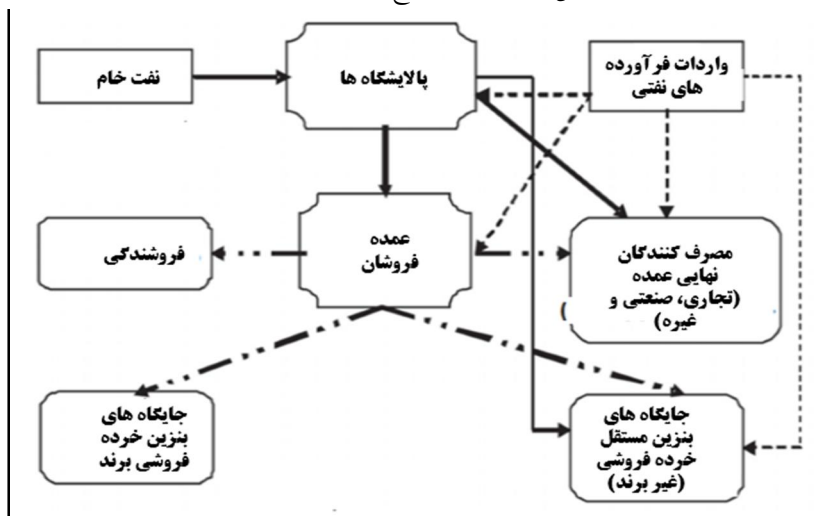 نفت خام
پالایشگاه ها
واردات فرآورده
های نفتی
فروشندگی
عمده
فروشان
مصرف کنندگان
نهایی عمده
(تجاری، صنعتی و
غیره)
جایگاه های
بنزین خرده
فروشی برند
جایگاه های
بنزین مستقل
خرده فروشی
(غیر برند)